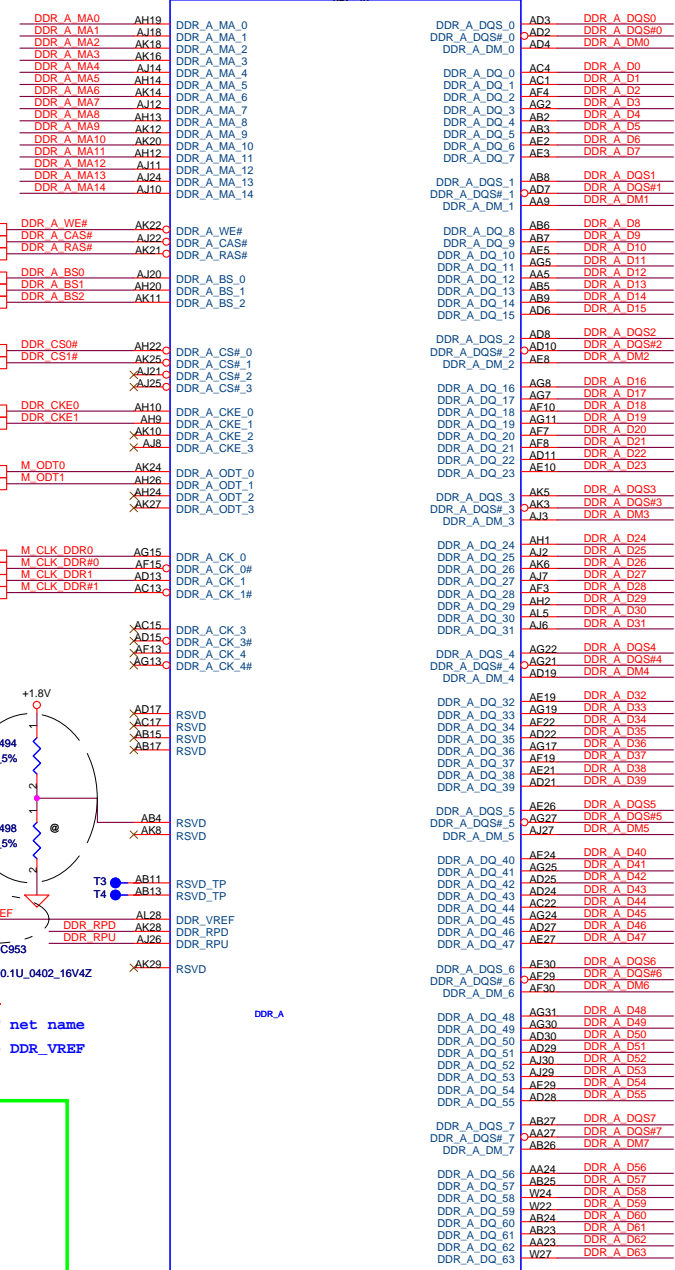 DDR_A_MA0 AH19 DDR_A_MA_0
DDR_A_MA1 AJ18 DDR_A_MA_1
DDR_A_MA2 AK18 DDR_A_MA_2
DDR_A_MA3 AK16 DDR_A_MA_3
DDR_A_MA4 AJ14 DDR_A_MA_4
DDR_A_MA5 AH14 DDR_A_MA_5
DDR_A_MA6 AK14 DDR_A_MA_6
DDR_A_MA7 AJ12 DDR_A_MA_7
DDR_A_MA8 AH13 DDR_A_MA_8
DDR_A_MA9 AK12 DDR_A_MA_9
DDR_A_MA10 AK20 DDR_A_MA_10
DDR_A_MA11 AH12 DDR_A_MA_11
DDR_A_MA12 AJ11 DDR_A_MA_12
DDR_A_MA13 AJ24 DDR_A_MA_13
DDR_A_MA14 AJ10 DDR_A_MA_14
DDR_A_WE# AK22 DDR_A_WE#
DDR_A_CAS# AJ22 DDR_A_CAS#
DDR_A_RAS# AK21 DDR_A_RAS#
DDR_A_BS0 AJ20 DDR_A_BS_0
DDR_A_BS1 AH20 DDR_A_BS_1
DDR_A_BS2 AK11 DDR_A_BS_2
DDR_CS0# AH22 DDR_A_CS#_0
DDR_CS1# AK25 DDR_A_CS#_1
AJ21 DDR_A_CS#_2
AJ25 DDR_A_CS#_3
DDR_CKE0 AH10 DDR_A_CKE_0
DDR_CKE1 AH9 DDR_A_CKE_1
AK10 DDR_A_CKE_2
AJ8 DDR_A_CKE_3
M_ODT0 AK24 DDR_A_ODT_0
M_ODT1 AH26 DDR_A_ODT_1
AH24 DDR_A_ODT_2
AK27 DDR_A_ODT_3
M_CLK_DDR0 AG15 DDR_A_CK_0
M_CLK_DDR#0 AF15 DDR_A_CK_0#
M_CLK_DDR1 AD13 DDR_A_CK_1
M_CLK_DDR#1 AC13 DDR_A_CK_1#
AC15 DDR_A_CK_3
AD15 DDR_A_CK_3#
AF13 DDR_A_CK_4
AG13 DDR_A_CK_4#
+1.8V
AD17 RSVD
AC17 RSVD
AB15 RSVD
AB17 RSVD
1
494
5%
2
AB4 RSVD
AK8 RSVD
1
498
@
5%
2
T3 AB11 RSVD_TP
T4 AB13 RSVD_TP
EF AL28 DDR_VREF
DDR_RPD AK28 DDR_RPD
DDR_RPU AJ26 DDR_RPU
C953
AK29 RSVD
0.1U_0402_16V4Z
net name
DDR_VREF
DDR_A
DDR_A_DQS_0 AD3 DDR_A_DQS0
DDR_A_DQS#_0 AD2 DDR_A_DQS#0
DDR_A_DM_0 AD4 DDR_A_DM0
DDR_A_DQ_0 AC4 DDR_A_D0
DDR_A_DQ_1 AC1 DDR_A_D1
DDR_A_DQ_2 AF4 DDR_A_D2
DDR_A_DQ_3 AG2 DDR_A_D3
DDR_A_DQ_4 AB2 DDR_A_D4
DDR_A_DQ_5 AB3 DDR_A_D5
DDR_A_DQ_6 AE2 DDR_A_D6
DDR_A_DQ_7 AE3 DDR_A_D7
DDR_A_DQS_1 AB8 DDR_A_DQS1
DDR_A_DQS#_1 AD7 DDR_A_DQS#1
DDR_A_DM_1 AA9 DDR_A_DM1
DDR_A_DQ_8 AB6 DDR_A_D8
DDR_A_DQ_9 AB7 DDR_A_D9
DDR_A_DQ_10 AE5 DDR_A_D10
DDR_A_DQ_11 AG5 DDR_A_D11
DDR_A_DQ_12 AA5 DDR_A_D12
DDR_A_DQ_13 AB5 DDR_A_D13
DDR_A_DQ_14 AB9 DDR_A_D14
DDR_A_DQ_15 AD6 DDR_A_D15
DDR_A_DQS_2 AD8 DDR_A_DQS2
DDR_A_DQS#_2 AD10 DDR_A_DQS#2
DDR_A_DM_2 AE8 DDR_A_DM2
DDR_A_DQ_16 AG8 DDR_A_D16
DDR_A_DQ_17 AG7 DDR_A_D17
DDR_A_DQ_18 AF10 DDR_A_D18
DDR_A_DQ_19 AG11 DDR_A_D19
DDR_A_DQ_20 AF7 DDR_A_D20
DDR_A_DQ_21 AF8 DDR_A_D21
DDR_A_DQ_22 AD11 DDR_A_D22
DDR_A_DQ_23 AE10 DDR_A_D23
DDR_A_DQS_3 AK5 DDR_A_DQS3
DDR_A_DQS#_3 AK3 DDR_A_DQS#3
DDR_A_DM_3 AJ3 DDR_A_DM3
DDR_A_DQ_24 AH1 DDR_A_D24
DDR_A_DQ_25 AJ2 DDR_A_D25
DDR_A_DQ_26 AK6 DDR_A_D26
DDR_A_DQ_27 AJ7 DDR_A_D27
DDR_A_DQ_28 AF3 DDR_A_D28
DDR_A_DQ_29 AH2 DDR_A_D29
DDR_A_DQ_30 AL5 DDR_A_D30
DDR_A_DQ_31 AJ6 DDR_A_D31
DDR_A_DQS_4 AG22 DDR_A_DQS4
DDR_A_DQS#_4 AG21 DDR_A_DQS#4
DDR_A_DM_4 AD19 DDR_A_DM4
DDR_A_DQ_32 AE19 DDR_A_D32
DDR_A_DQ_33 AG19 DDR_A_D33
DDR_A_DQ_34 AF22 DDR_A_D34
DDR_A_DQ_35 AD22 DDR_A_D35
DDR_A_DQ_36 AG17 DDR_A_D36
DDR_A_DQ_37 AF19 DDR_A_D37
DDR_A_DQ_38 AE21 DDR_A_D38
DDR_A_DQ_39 AD21 DDR_A_D39
DDR_A_DQS_5 AE26 DDR_A_DQS5
DDR_A_DQS#_5 AG27 DDR_A_DQS#5
DDR_A_DM_5 AJ27 DDR_A_DM5
DDR_A_DQ_40 AE24 DDR_A_D40
DDR_A_DQ_41 AG25 DDR_A_D41
DDR_A_DQ_42 AD25 DDR_A_D42
DDR_A_DQ_43 AD24 DDR_A_D43
DDR_A_DQ_44 AC22 DDR_A_D44
DDR_A_DQ_45 AG24 DDR_A_D45
DDR_A_DQ_46 AD27 DDR_A_D46
DDR_A_DQ_47 AE27 DDR_A_D47
DDR_A_DQS_6 AE30 DDR_A_DQS6
DDR_A_DQS#_6 AF29 DDR_A_DQS#6
DDR_A_DM_6 AF30 DDR_A_DM6
DDR_A_DQ_48 AG31 DDR_A_D48
DDR_A_DQ_49 AG30 DDR_A_D49
DDR_A_DQ_50 AD30 DDR_A_D50
DDR_A_DQ_51 AD29 DDR_A_D51
DDR_A_DQ_52 AJ30 DDR_A_D52
DDR_A_DQ_53 AJ29 DDR_A_D53
DDR_A_DQ_54 AE29 DDR_A_D54
DDR_A_DQ_55 AD28 DDR_A_D55
DDR_A_DQS_7 AB27 DDR_A_DQS7
DDR_A_DQS#_7 AA27 DDR_A_DQS#7
DDR_A_DM_7 AB26 DDR_A_DM7
DDR_A_DQ_56 AA24 DDR_A_D56
DDR_A_DQ_57 AB25 DDR_A_D57
DDR_A_DQ_58 W24 DDR_A_D58
DDR_A_DQ_59 W22 DDR_A_D59
DDR_A_DQ_60 AB24 DDR_A_D60
DDR_A_DQ_61 AB23 DDR_A_D61
DDR_A_DQ_62 AA23 DDR_A_D62
DDR_A_DQ_63 W27 DDR_A_D63